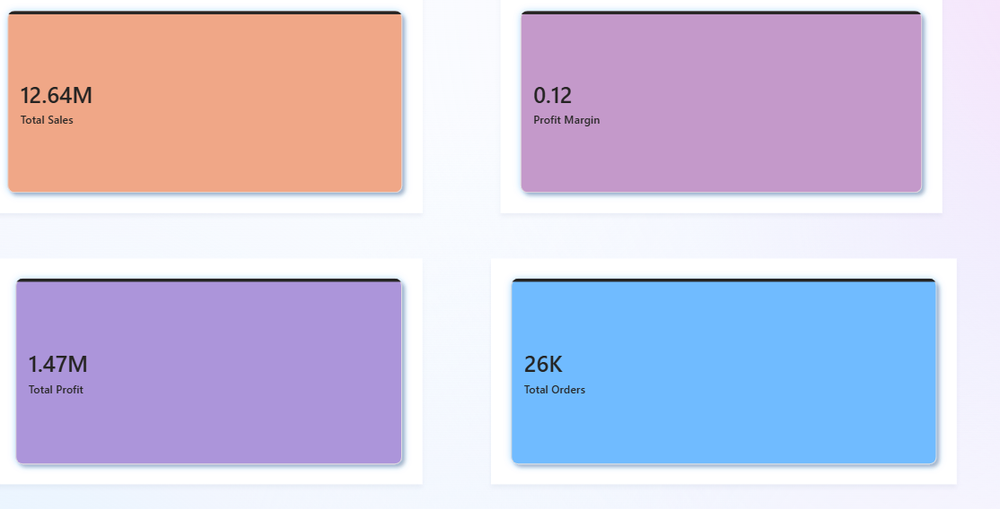 12.64M
Total Sales
0.12
Profit Margin
1.47M
Total Profit
26K
Total Orders